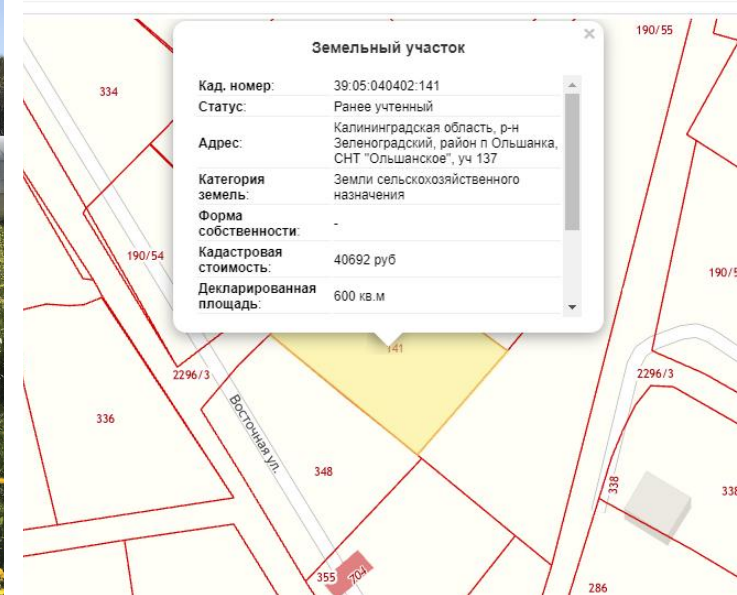 190/55
×
Земельный участок
334
Кад. номер: 39:05:040402:141
Статус: Ранее учтенный
Адрес: Калининградская область, р-н
Зеленоградский, район п Ольшанка,
СНТ "Ольшанское", уч 137
Категория земель: Земли сельскохозяйственного
назначения
Форма собственности: -
190/54
Кадастровая стоимость: 40692 руб
190/5
Декларированная площадь: 600 кв.м
141
2296/3
2296/3
Восточная ул.
336
348
338
338
355
704
286